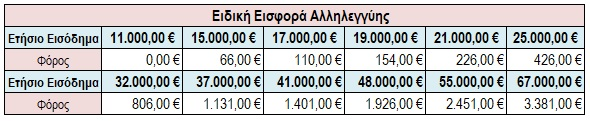 Ειδική Εισφορά Αλληλεγγύης
Ετήσιο Εισόδημα 11.000,00 € 15.000,00 € 17.000,00 € 19.000,00 € 21.000,00 € 25.000,00 €
Φόρος 0,00 € 66,00 € 110,00 € 154,00 € 226,00 € 426,00 €
Ετήσιο Εισόδημα 32.000,00 € 37.000,00 € 41.000,00 € 48.000,00 € 55.000,00 € 67.000,00 €
Φόρος 806,00 € 1.131,00 € 1.401,00 € 1.926,00 € 2.451,00 € 3.381,00 €